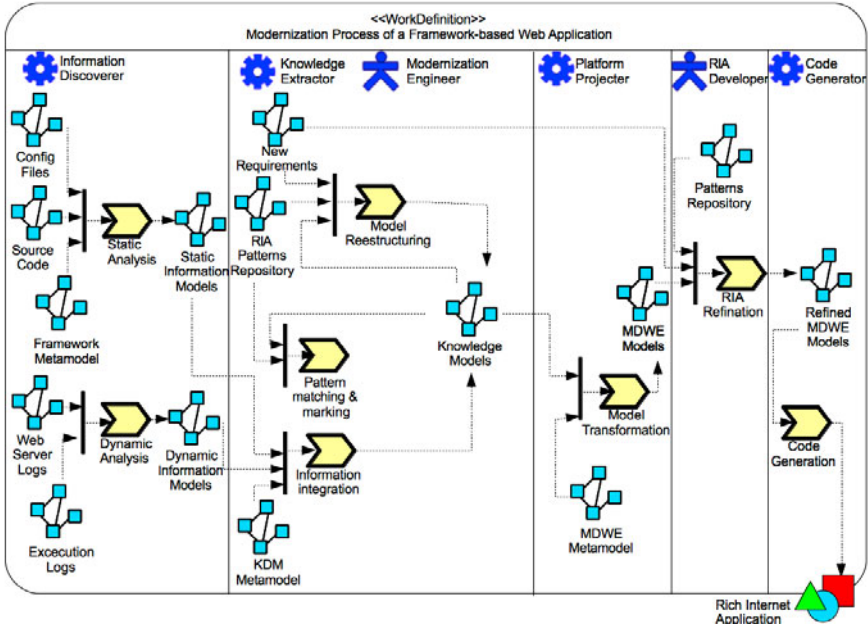 <<WorkDefinition>>
Modernization Process of a Framework-based Web Application
Information
Discoverer
Knowledge
Extractor
Modernization
Engineer
Platform
Projecter
RIA
Developer
Code
Generator
Config
Files
Source
Code
Framework Metamodel
Static
Analysis
Static
Information
Models
Web
Server
Logs
Excecution
Logs
Dynamic
Analysis
Dynamic
Information
Models
New
Requirements
RIA
Patterns
Repository
Model
Reestructuring
Pattern
matching &
marking
Information
integration
KDM
Metamodel
Knowledge
Models
MDWE
Models
Model
Transformation
MDWE
Metamodel
Patterns
Repository
RIA
Refination
Refined
MDWE
Models
Code
Generation
Rich Internet
Application